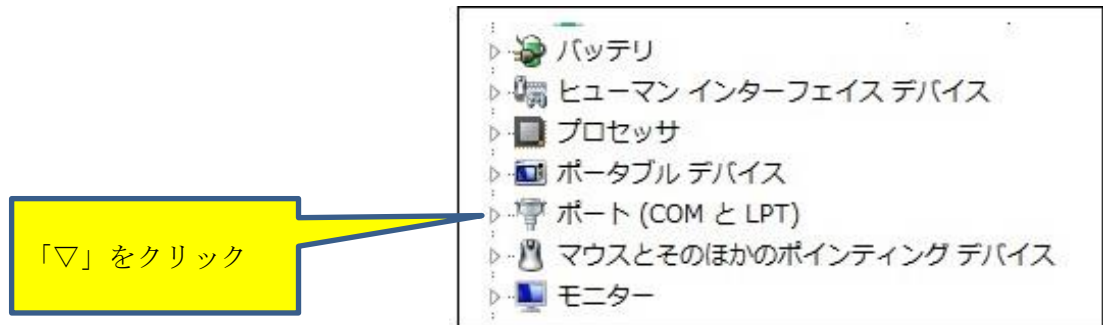 バッテリ
ヒューマン インターフェイス デバイス
プロセッサ
ポータブル デバイス
ポート (COM と LPT)
マウスとそのほかのポインティング デバイス
モニター
「▽」をクリック